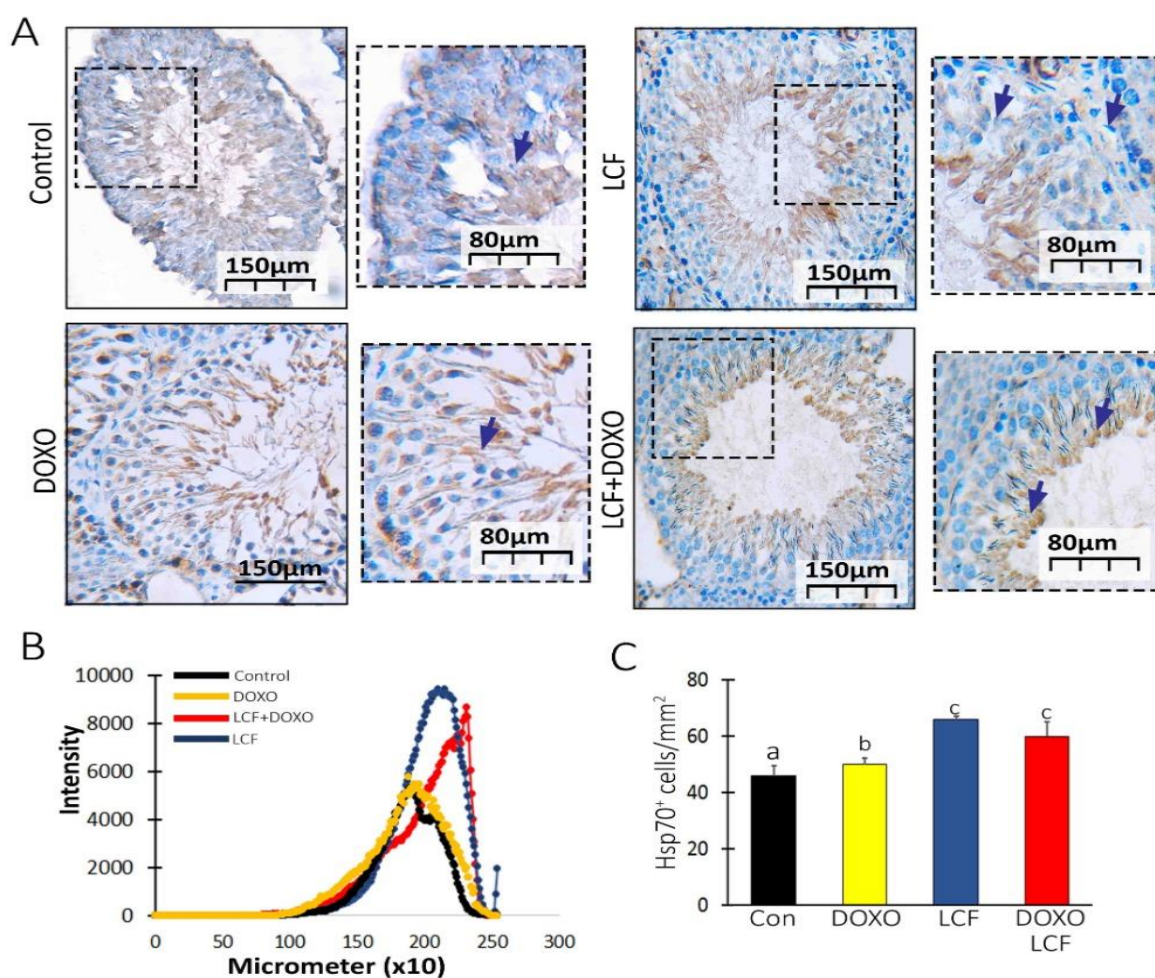 A
Control
150μm
80μm
LCF
150μm
80μm
DOXO
150μm
80μm
LCF+DOXO
150μm
80μm
B
Control
DOXO
LCF+DOXO
LCF
10000
8000
6000
4000
2000
0
Intensity
0 50 100 150 200 250 300
Micrometer (x10)
C
80
60
40
20
0
Hsp70+ cells/mm2
a
b
c
c
Con DOXO LCF DOXO
LCF